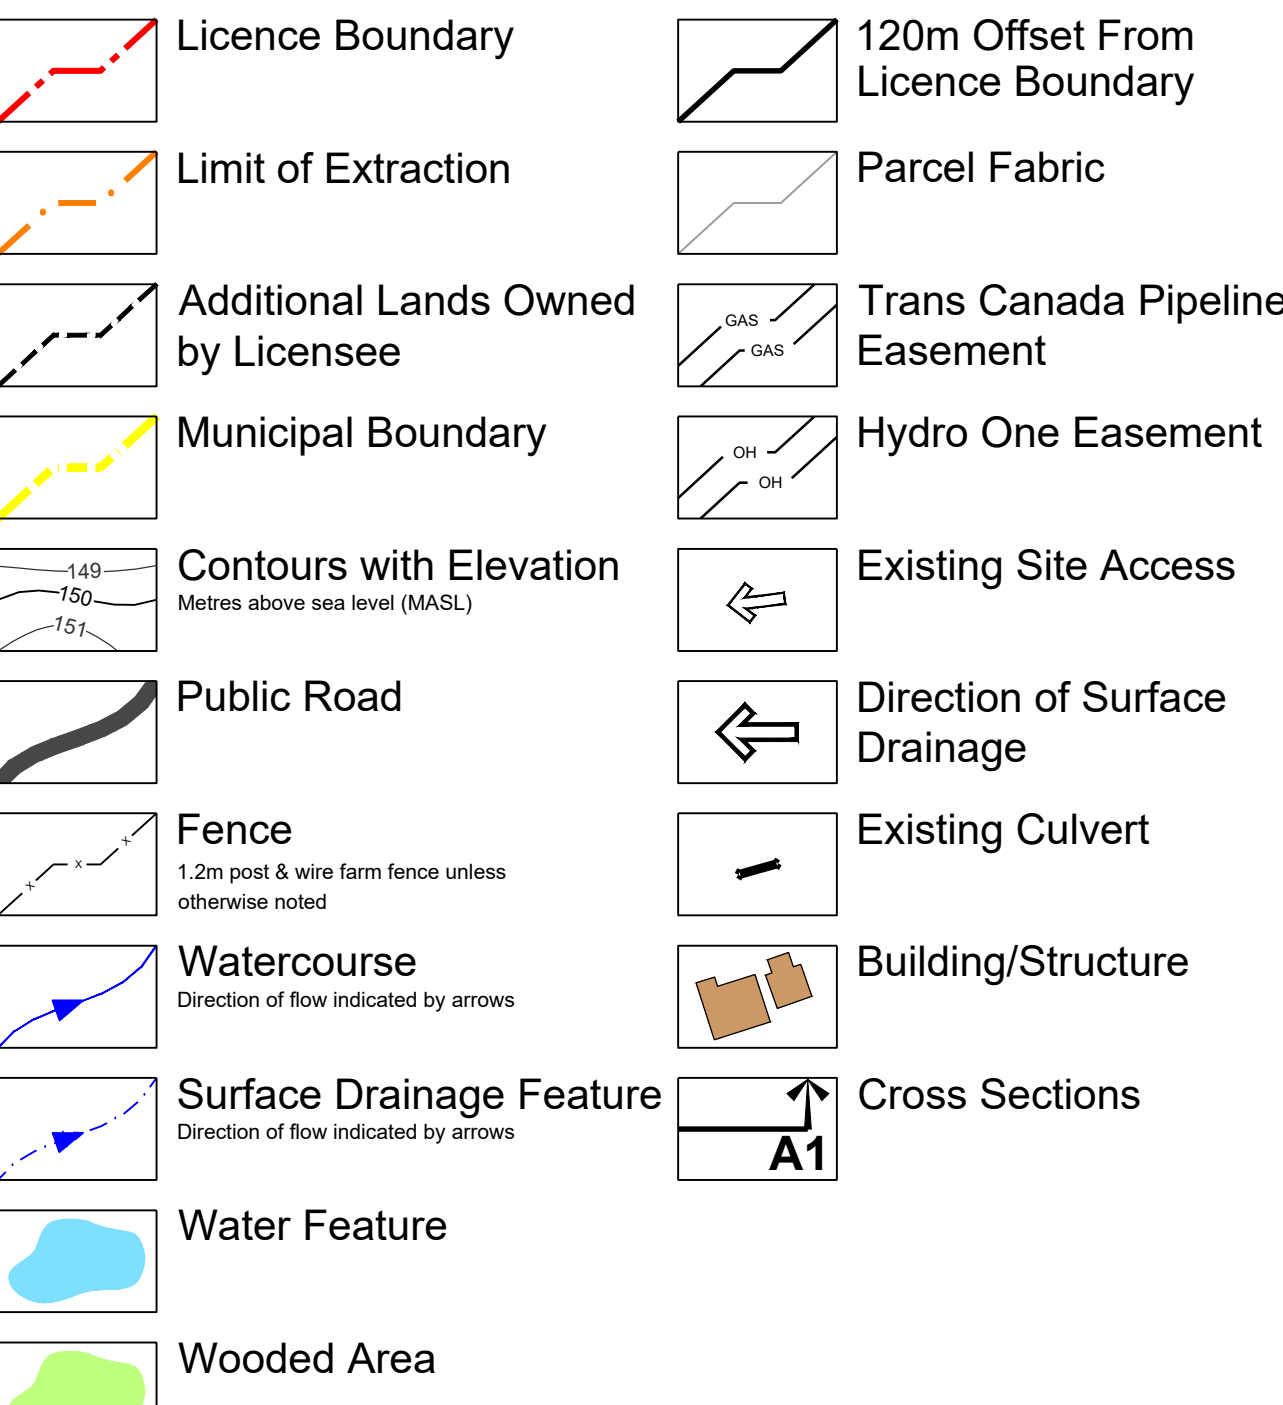 Licence Boundary
Limit of Extraction
Additional Lands Owned
by Licensee
Municipal Boundary
149
150
151
Contours with Elevation
Metres above sea level (MASL)
Public Road
x
x
x
Fence
1.2m post & wire farm fence unless
otherwise noted
Watercourse
Direction of flow indicated by arrows
Surface Drainage Feature
Direction of flow indicated by arrows
Water Feature
Wooded Area
120m Offset From
Licence Boundary
Parcel Fabric
GAS
GAS
Trans Canada Pipeline
Easement
OH
OH
Hydro One Easement
Existing Site Access
Direction of Surface
Drainage
Existing Culvert
Building/Structure
A1
Cross Sections